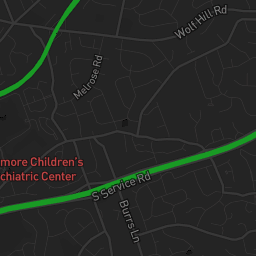 Wolf Hill Rd
Melrose Rd
more Children's
chiatric Center
S Service Rd
Burrs Ln